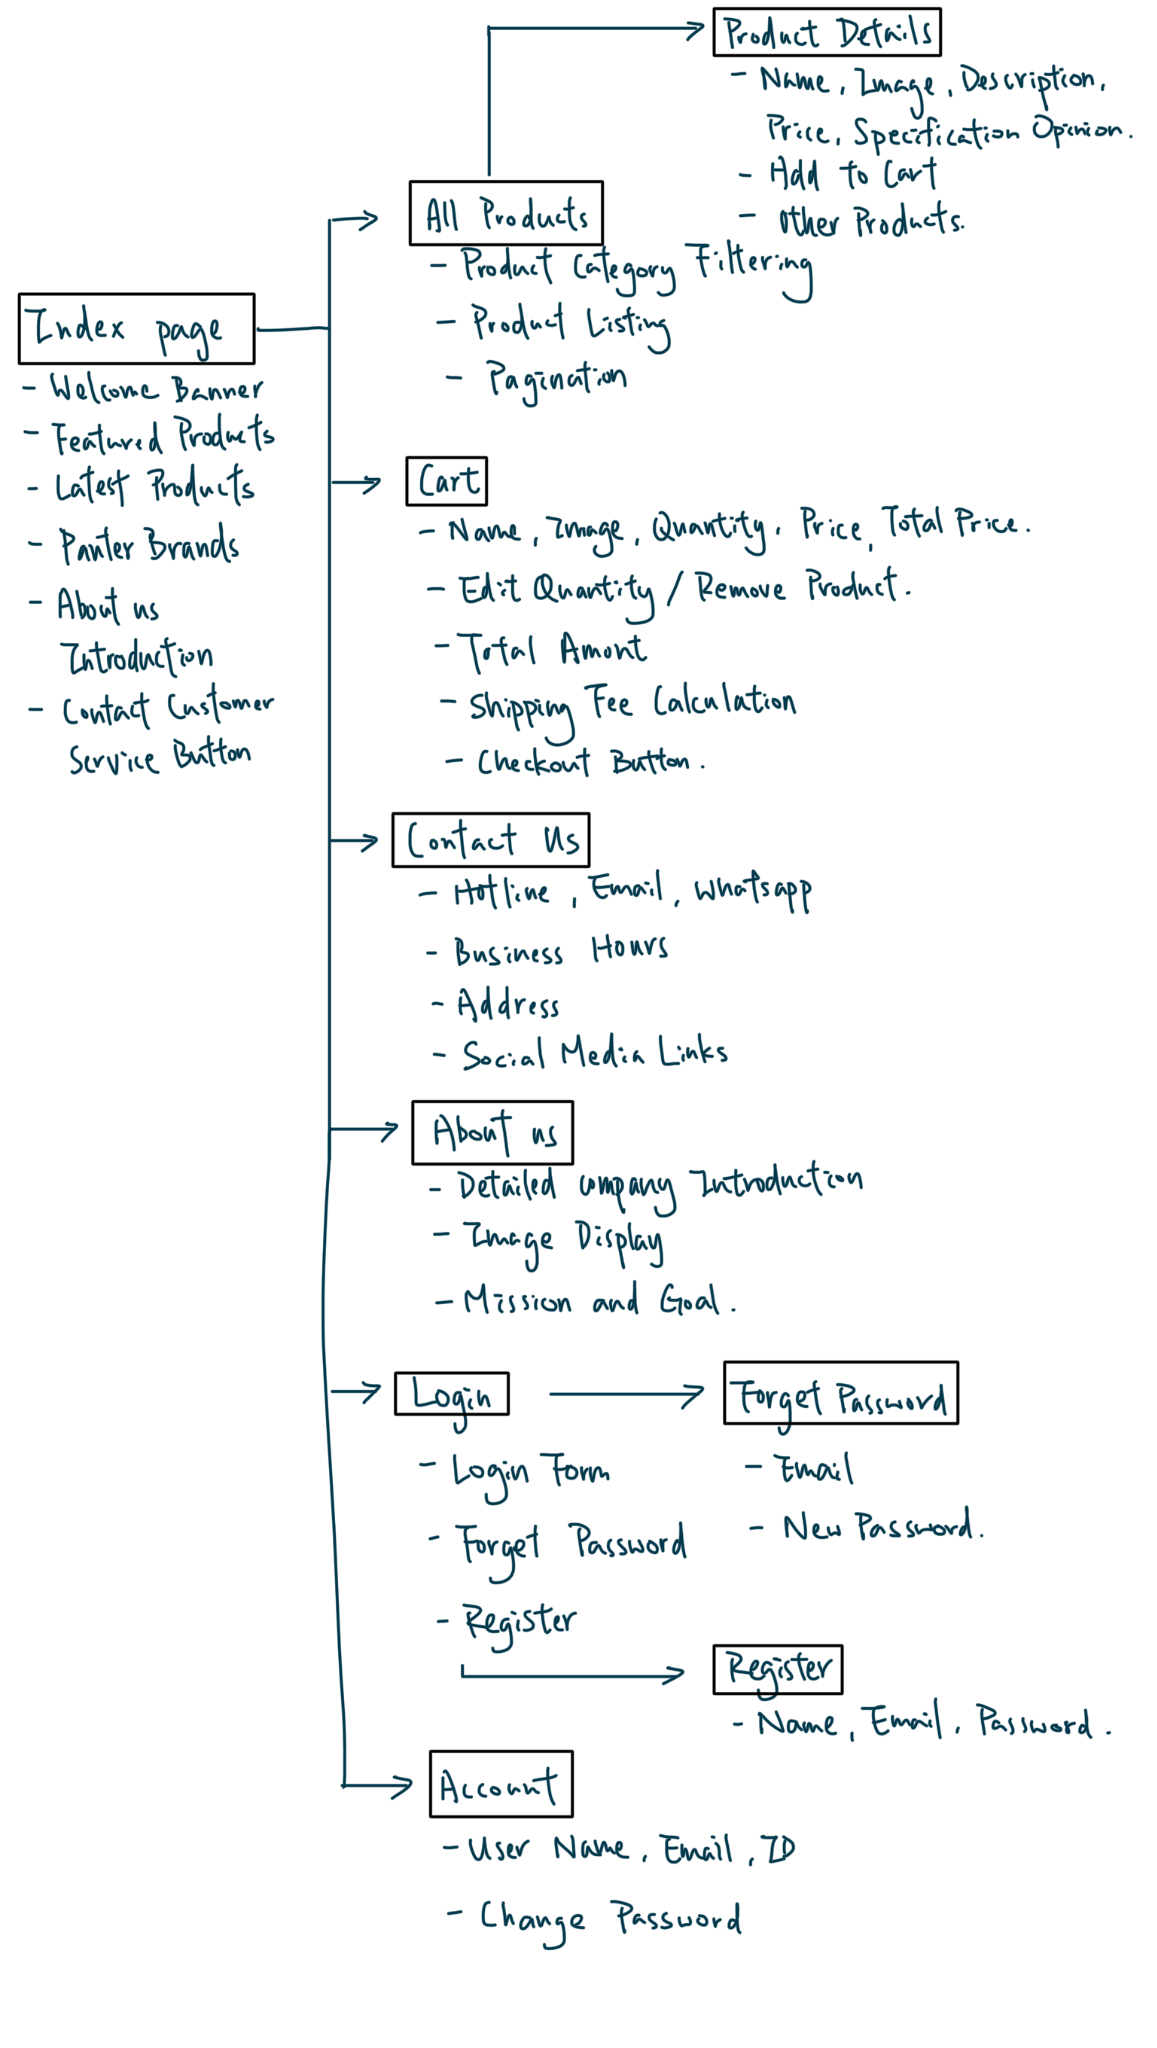 Product Details
- Name, Image, Description,
Price, Specification Opinion.
- Add to Cart
- Other Products.
All Products
- Product Category Filtering
- Product Listing
- Pagination
Index page
- Welcome Banner
- Featured Products
- Latest Products
- Panter Brands
- About us
Introduction
- Contact Customer
Service Button
Cart
- Name, Image, Quantity, Price, Total Price.
- Edit Quantity / Remove Product.
- Total Amont
- Shipping Fee Calculation
- Checkout Button.
Contact Us
- Hotline, Email, Whatsapp
- Business Hours
- Address
- Social Media Links
About us
- Detailed company Introduction
- Image Display
- Mission and Goal.
Login
- Login Form
- Forget Password
- Register
Forget Password
- Email
- New Password.
Register
- Name, Email, Password.
Account
- User Name, Email, ID
- Change Password